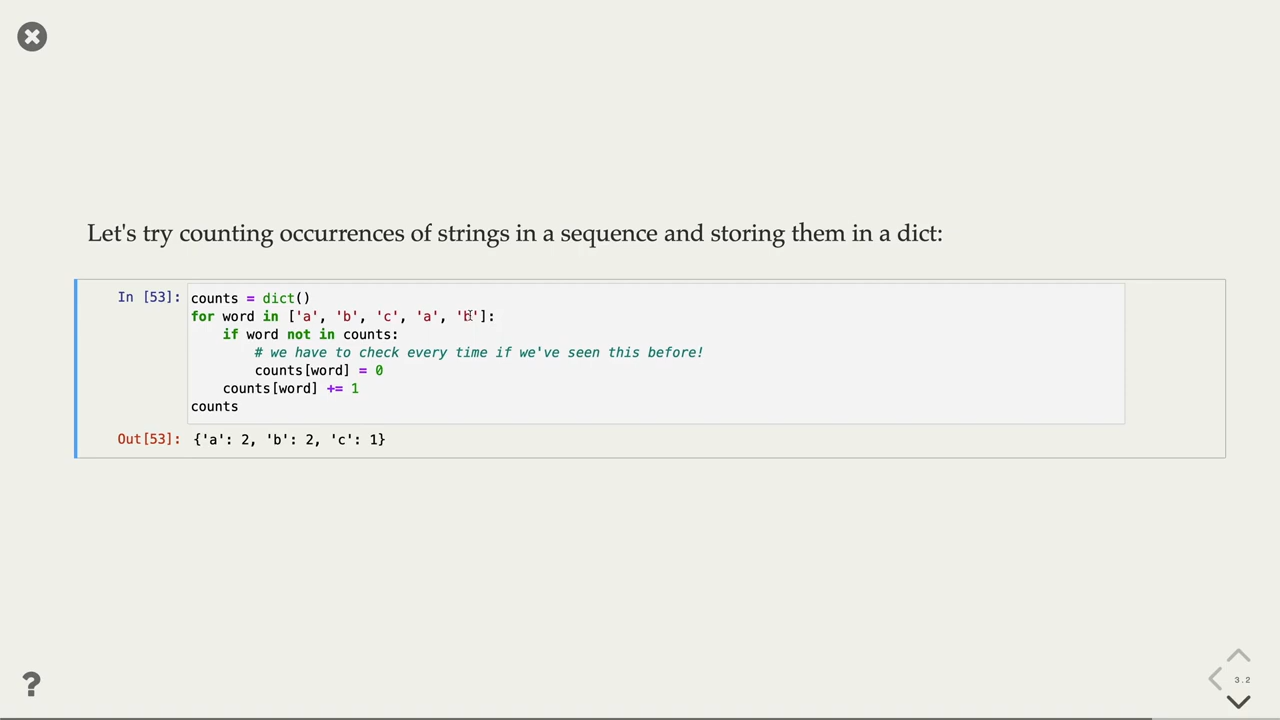 Let's try counting occurrences of strings in a sequence and storing them in a dict:
In [53]: counts = dict()
for word in ['a', 'b', 'c', 'a', 'b']:
    if word not in counts:
        # we have to check every time if we've seen this before!
        counts[word] = 0
    counts[word] += 1
counts
Out[53]: {'a': 2, 'b': 2, 'c': 1}
?
3.2